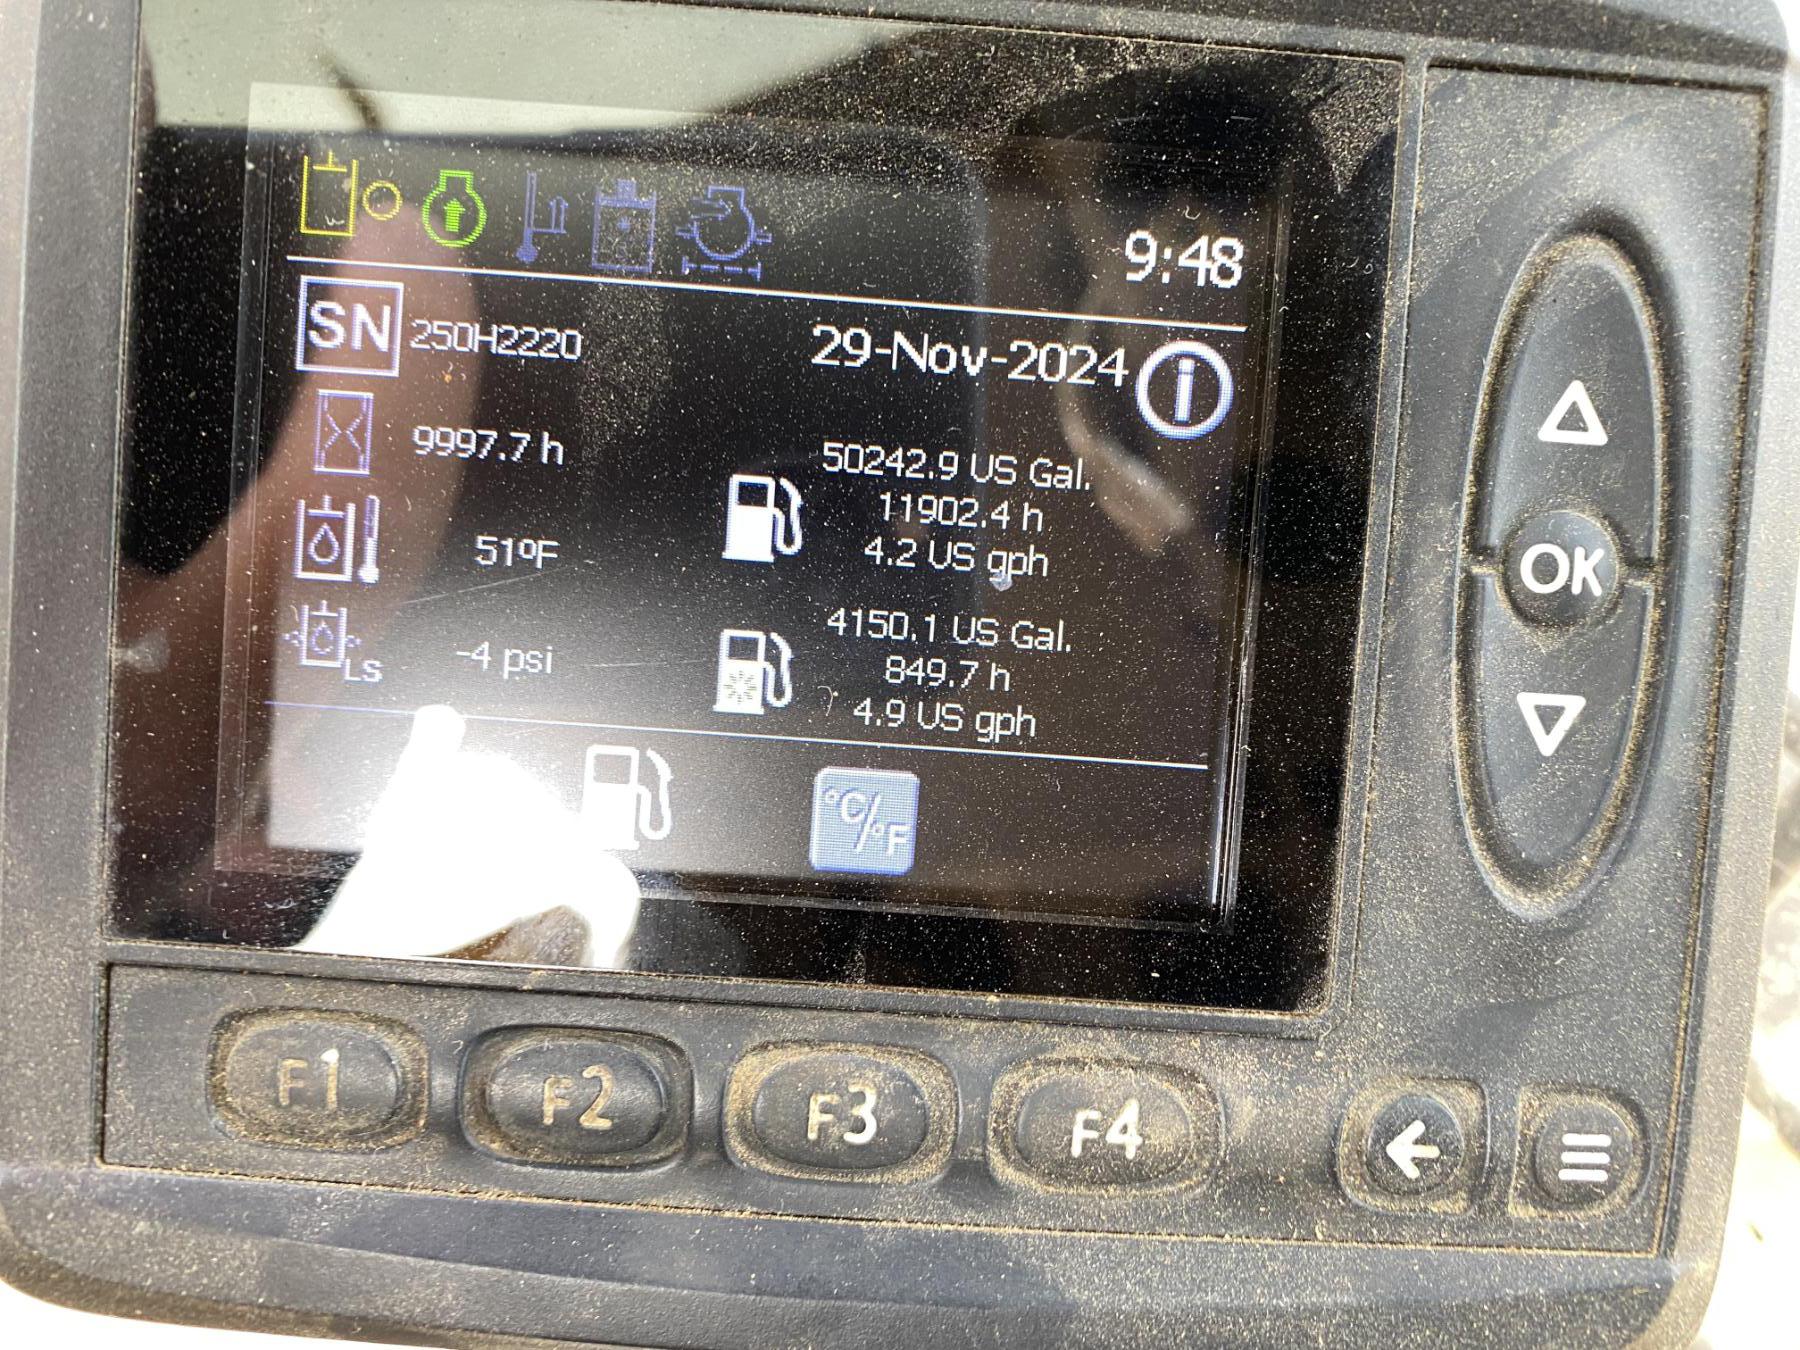 9:48
SN 250H2220
29-Nov-2024
9997.7 h
50242.9 US Gal.
11902.4 h
4.2 US gph
51ºF
4150.1 US Gal.
849.7 h
4.9 US gph
LS -4 psi
°C/°F
OK
F1 F2 F3 F4